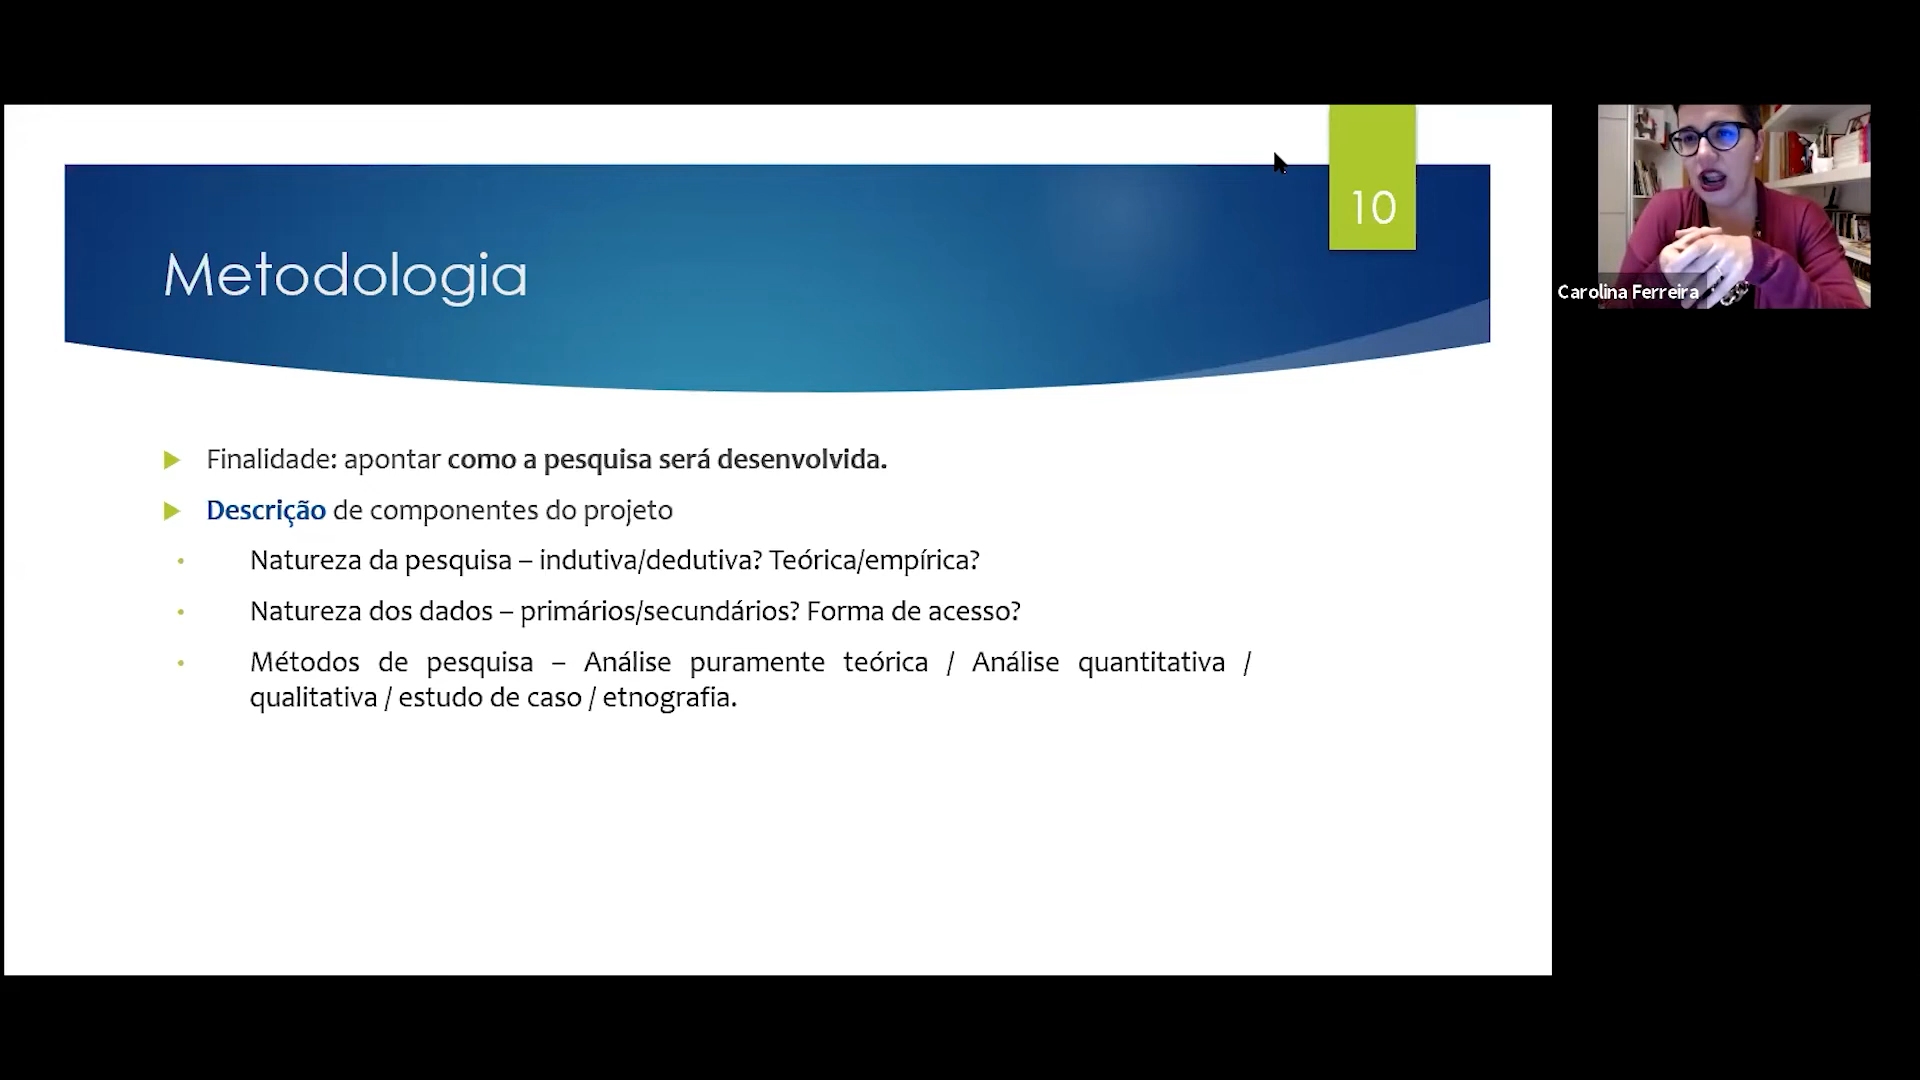 10
Metodologia
Carolina Ferreira
Finalidade: apontar como a pesquisa será desenvolvida.
Descrição de componentes do projeto
Natureza da pesquisa – indutiva/dedutiva? Teórica/empírica?
Natureza dos dados – primários/secundários? Forma de acesso?
Métodos de pesquisa – Análise puramente teórica / Análise quantitativa /
qualitativa / estudo de caso / etnografia.